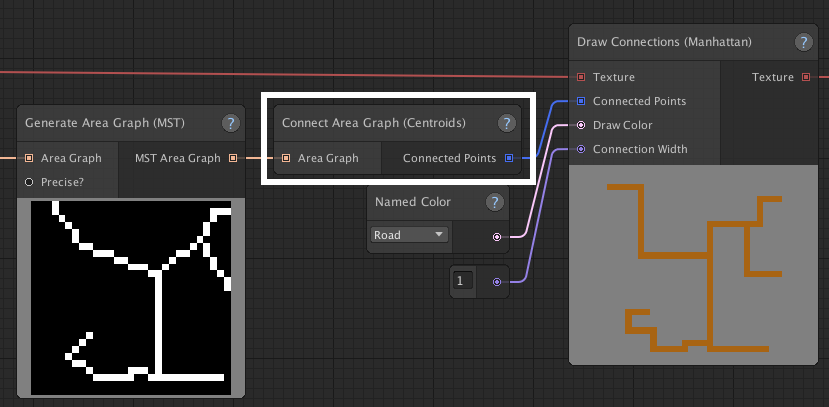 Draw Connections (Manhattan) ?
Texture Texture
Connected Points
Draw Color
Connection Width
Generate Area Graph (MST) ?
Area Graph MST Area Graph
Precise?
Connect Area Graph (Centroids) ?
Area Graph Connected Points
Named Color ?
Road
1